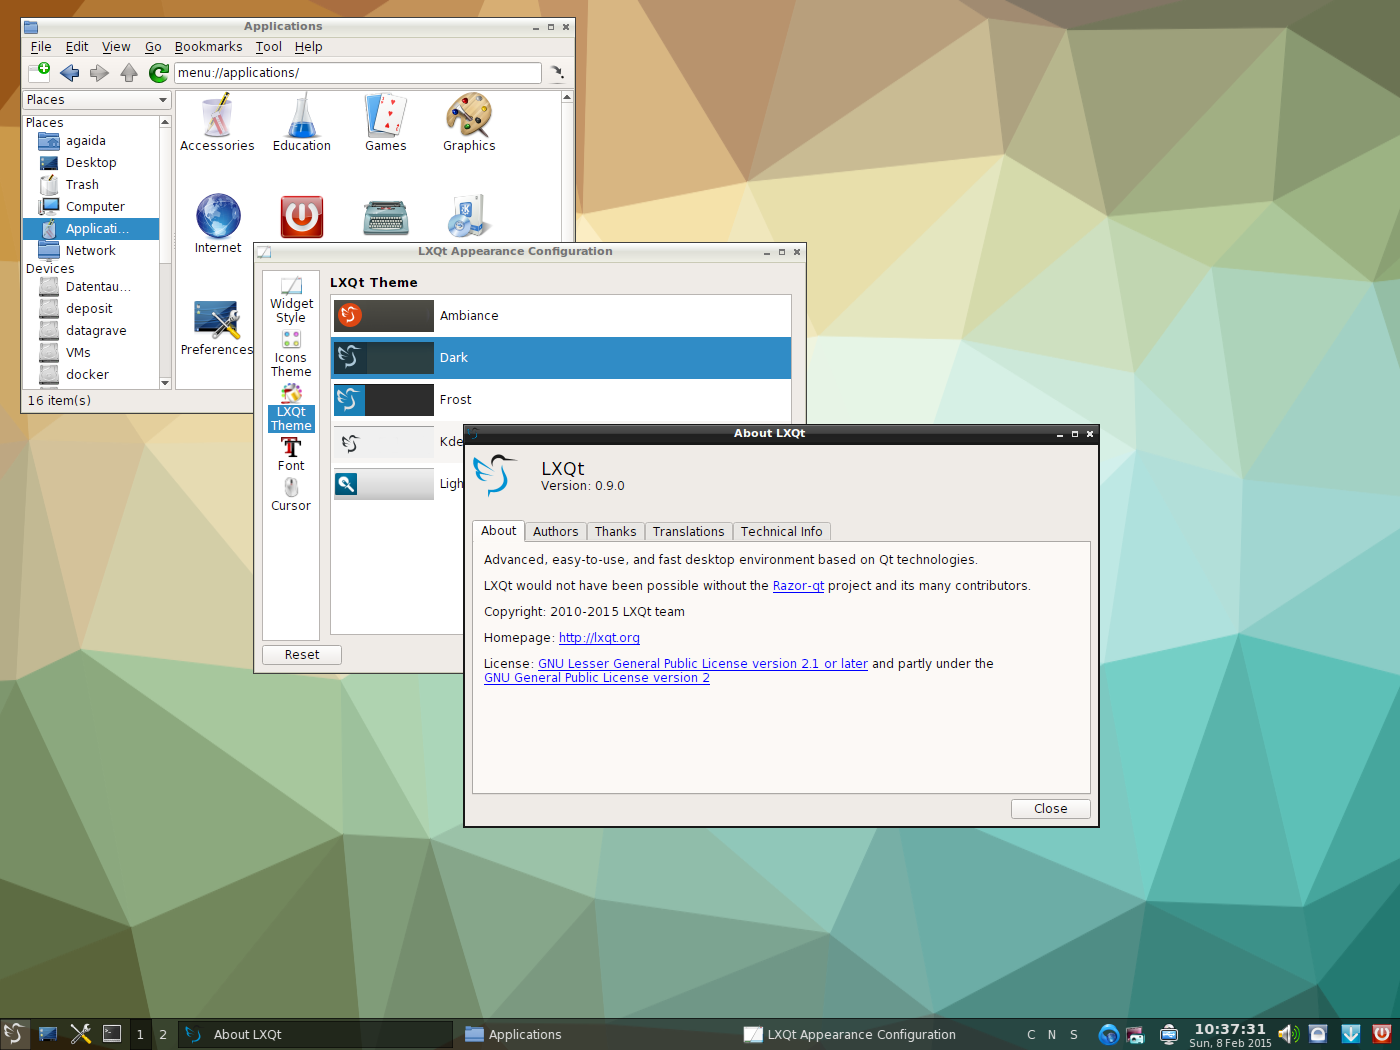 Applications
File Edit View Go Bookmarks Tool Help
menu://applications/
Places
Places
agaida
Desktop
Trash
Computer
Applicati...
Network
Devices
Datentau...
deposit
datagrave
VMs
docker
Accessories
Education
Games
Graphics
Internet
Preferences
16 item(s)
LXQt Appearance Configuration
Widget
Style
Icons
Theme
LXQt
Theme
Font
Cursor
LXQt Theme
Ambiance
Dark
Frost
Kde
Ligh
Reset
About LXQt
LXQt
Version: 0.9.0
About Authors Thanks Translations Technical Info
Advanced, easy-to-use, and fast desktop environment based on Qt technologies.
LXQt would not have been possible without the Razor-qt project and its many contributors.
Copyright: 2010-2015 LXQt team
Homepage: http://lxqt.org
License: GNU Lesser General Public License version 2.1 or later and partly under the
GNU General Public License version 2
Close
1 2 About LXQt Applications LXQt Appearance Configuration C N S
10:37:31
Sun, 8 Feb 2015